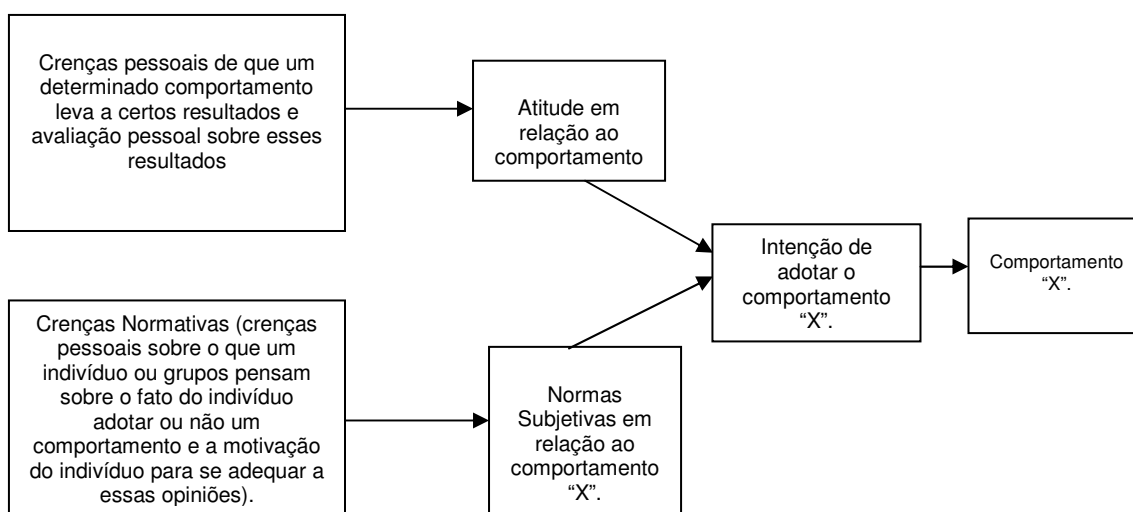 Crenças pessoais de que um
determinado comportamento
leva a certos resultados e
avaliação pessoal sobre esses
resultados
Atitude em
relação ao
comportamento
Intenção de
adotar o
comportamento
“X”.
Comportamento
“X”.
Crenças Normativas (crenças
pessoais sobre o que um
indivíduo ou grupos pensam
sobre o fato do indivíduo
adotar ou não um
comportamento e a motivação
do indivíduo para se adequar a
essas opiniões).
Normas
Subjetivas em
relação ao
comportamento
“X”.